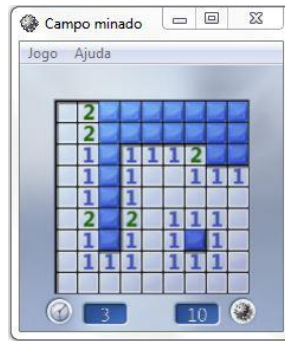 Campo minado
Jogo Ajuda
2
2
1 1 1 1 2
1 1 1 1 1
1 1
2 2 1 1 1
1 1 1 1
1 1 1 1 1 1
3 10